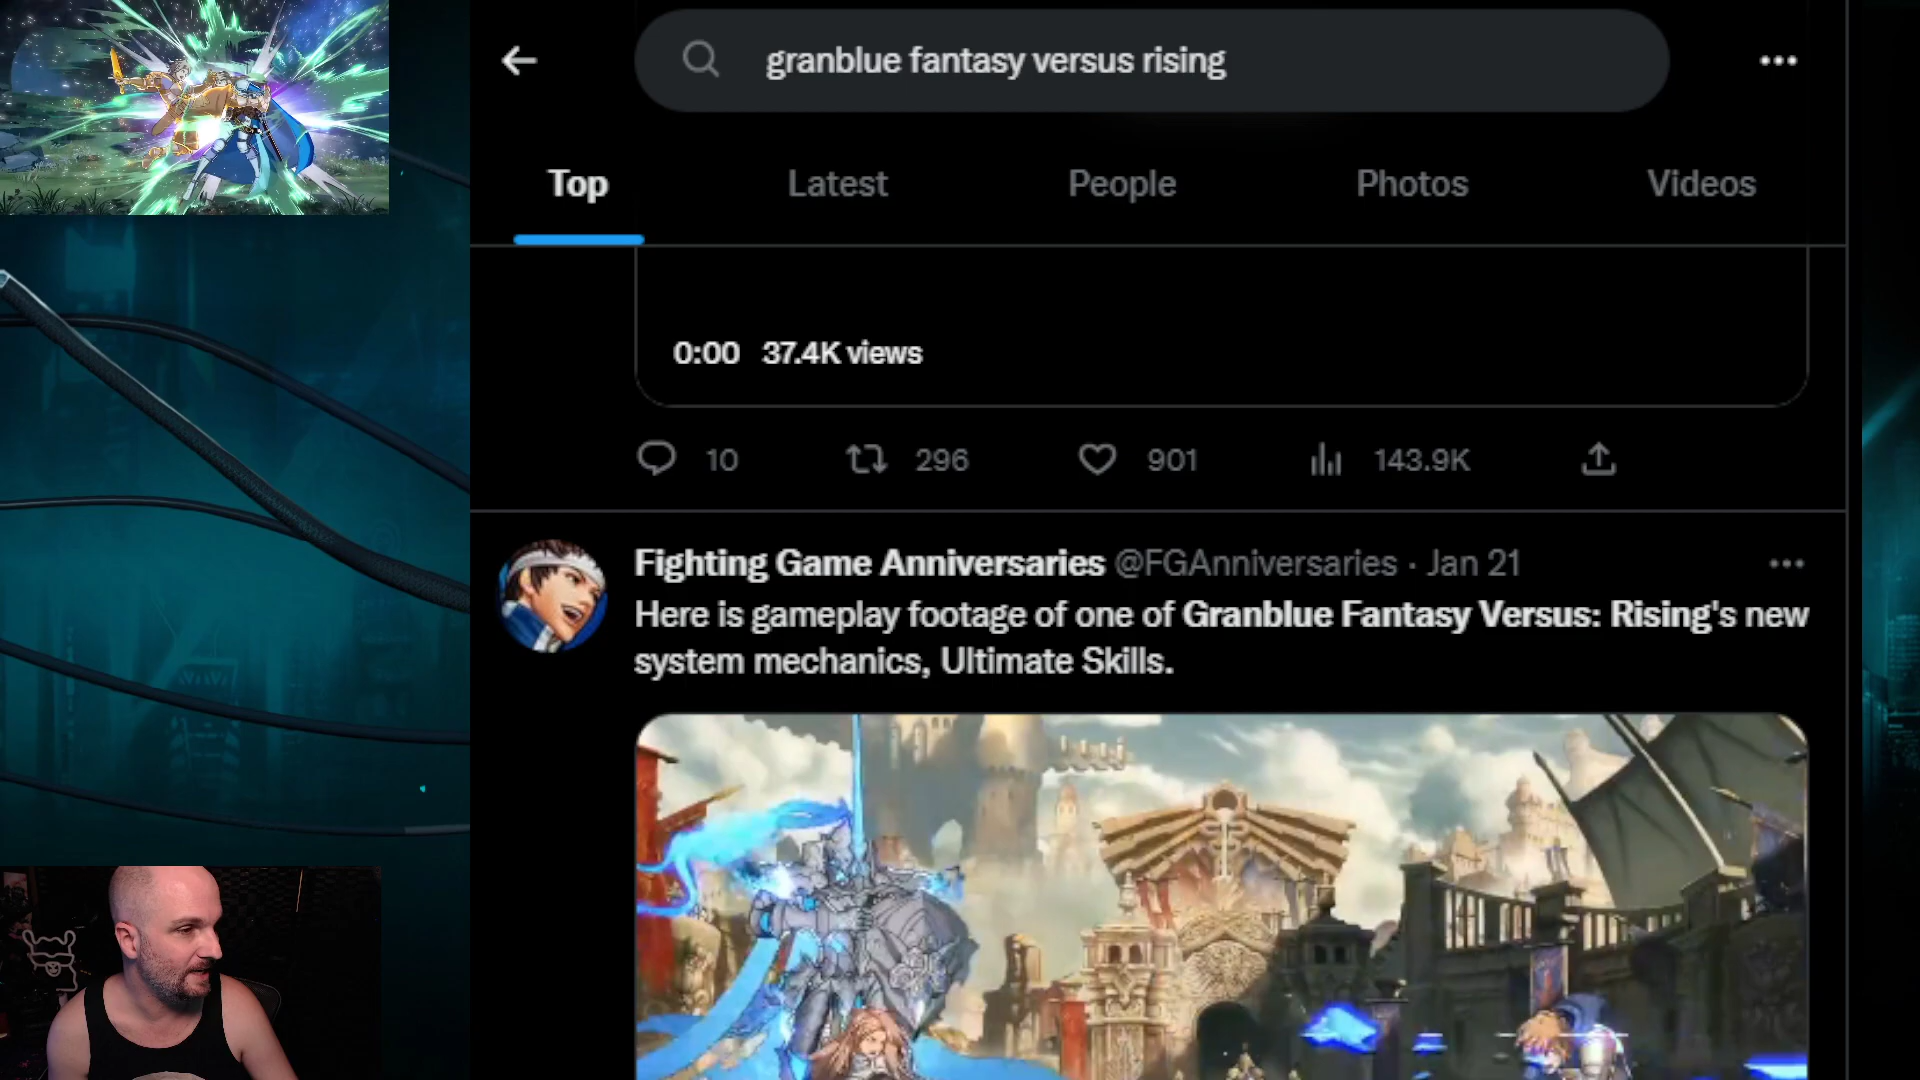 granblue fantasy versus rising
Top Latest People Photos Videos
0:00 37.4K views
10 296 901 143.9K
Fighting Game Anniversaries @FGAnniversaries · Jan 21
Here is gameplay footage of one of Granblue Fantasy Versus: Rising's new
system mechanics, Ultimate Skills.